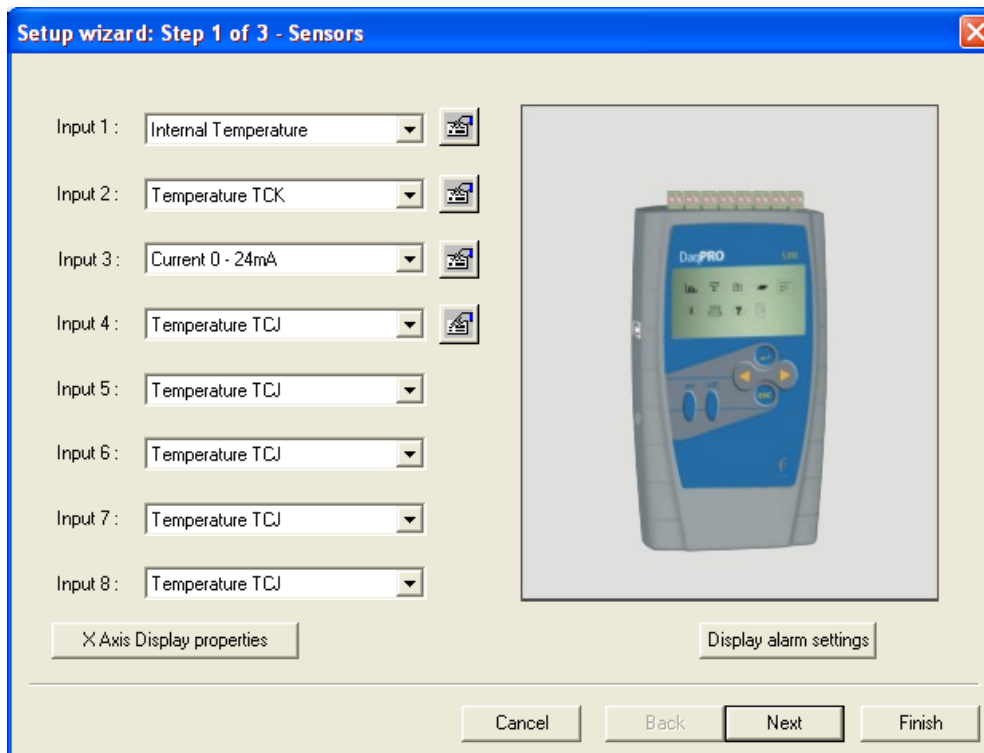 Setup wizard: Step 1 of 3 - Sensors
Input 1 : Internal Temperature
Input 2 : Temperature TCK
Input 3 : Current 0 - 24mA
Input 4 : Temperature TCJ
Input 5 : Temperature TCJ
Input 6 : Temperature TCJ
Input 7 : Temperature TCJ
Input 8 : Temperature TCJ
DaqPRO
ESC
X Axis Display properties
Display alarm settings
Cancel
Back
Next
Finish